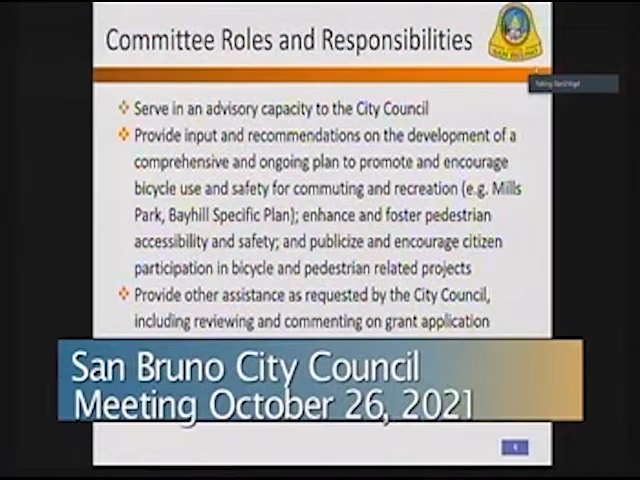 Committee Roles and Responsibilities
SAN BRUNO
Serve in an advisory capacity to the City Council
Provide input and recommendations on the development of a
comprehensive and ongoing plan to promote and encourage
bicycle use and safety for commuting and recreation (e.g. Mills
Park, Bayhill Specific Plan); enhance and foster pedestrian
accessibility and safety; and publicize and encourage citizen
participation in bicycle and pedestrian related projects
Provide other assistance as requested by the City Council,
including reviewing and commenting on grant application
San Bruno City Council
Meeting October 26, 2021